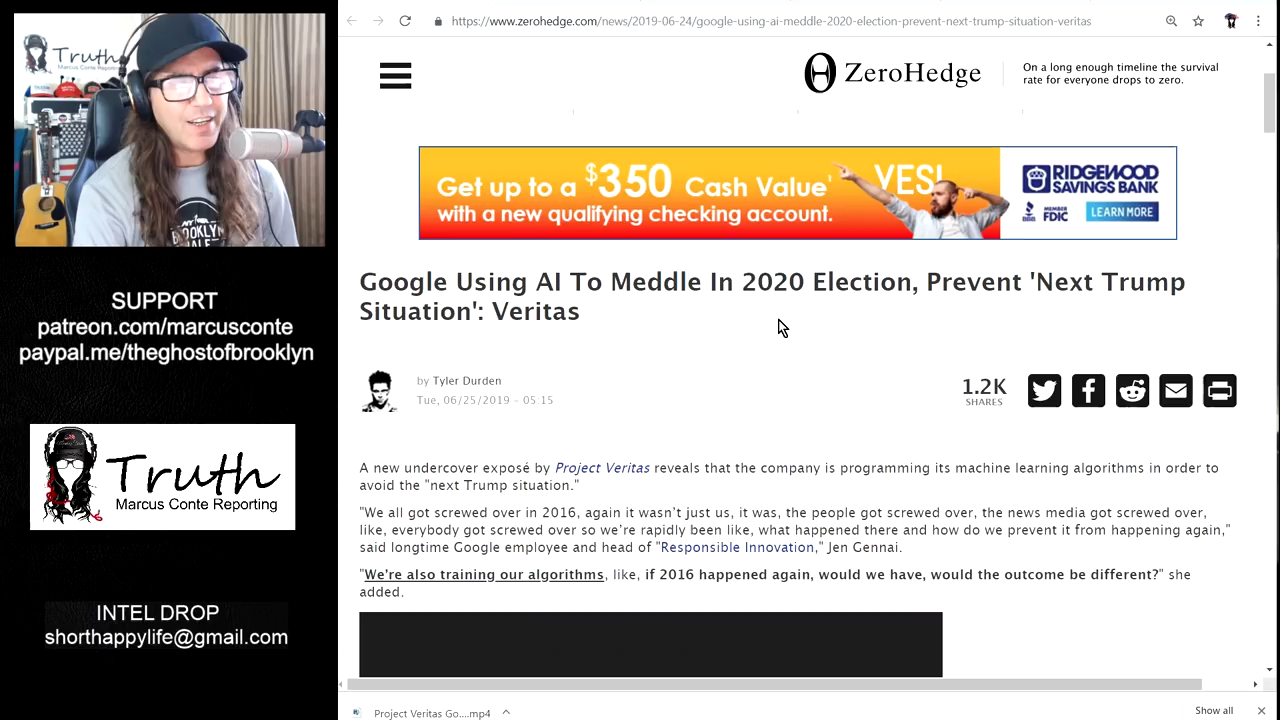 Truth
Marcus Conte Reporting
BROOKLYN
SUPPORT
patreon.com/marcusconte
paypal.me/theghostofbrooklyn
Truth
Marcus Conte Reporting
INTEL DROP
shorthappylife@gmail.com
https://www.zerohedge.com/news/2019-06-24/google-using-ai-meddle-2020-election-prevent-next-trump-situation-veritas
ZeroHedge
On a long enough timeline the survival
rate for everyone drops to zero.
Get up to a $350 Cash Value¹
with a new qualifying checking account.
YES!
RIDGEWOOD
SAVINGS BANK
BBB MEMBER FDIC
LEARN MORE
Google Using AI To Meddle In 2020 Election, Prevent 'Next Trump
Situation': Veritas
by Tyler Durden
Tue, 06/25/2019 - 05:15
1.2K
SHARES
A new undercover exposé by Project Veritas reveals that the company is programming its machine learning algorithms in order to
avoid the "next Trump situation."
"We all got screwed over in 2016, again it wasn’t just us, it was, the people got screwed over, the news media got screwed over,
like, everybody got screwed over so we’re rapidly been like, what happened there and how do we prevent it from happening again,"
said longtime Google employee and head of "Responsible Innovation," Jen Gennai.
"We’re also training our algorithms, like, if 2016 happened again, would we have, would the outcome be different?" she
added.
Project Veritas Go....mp4
Show all